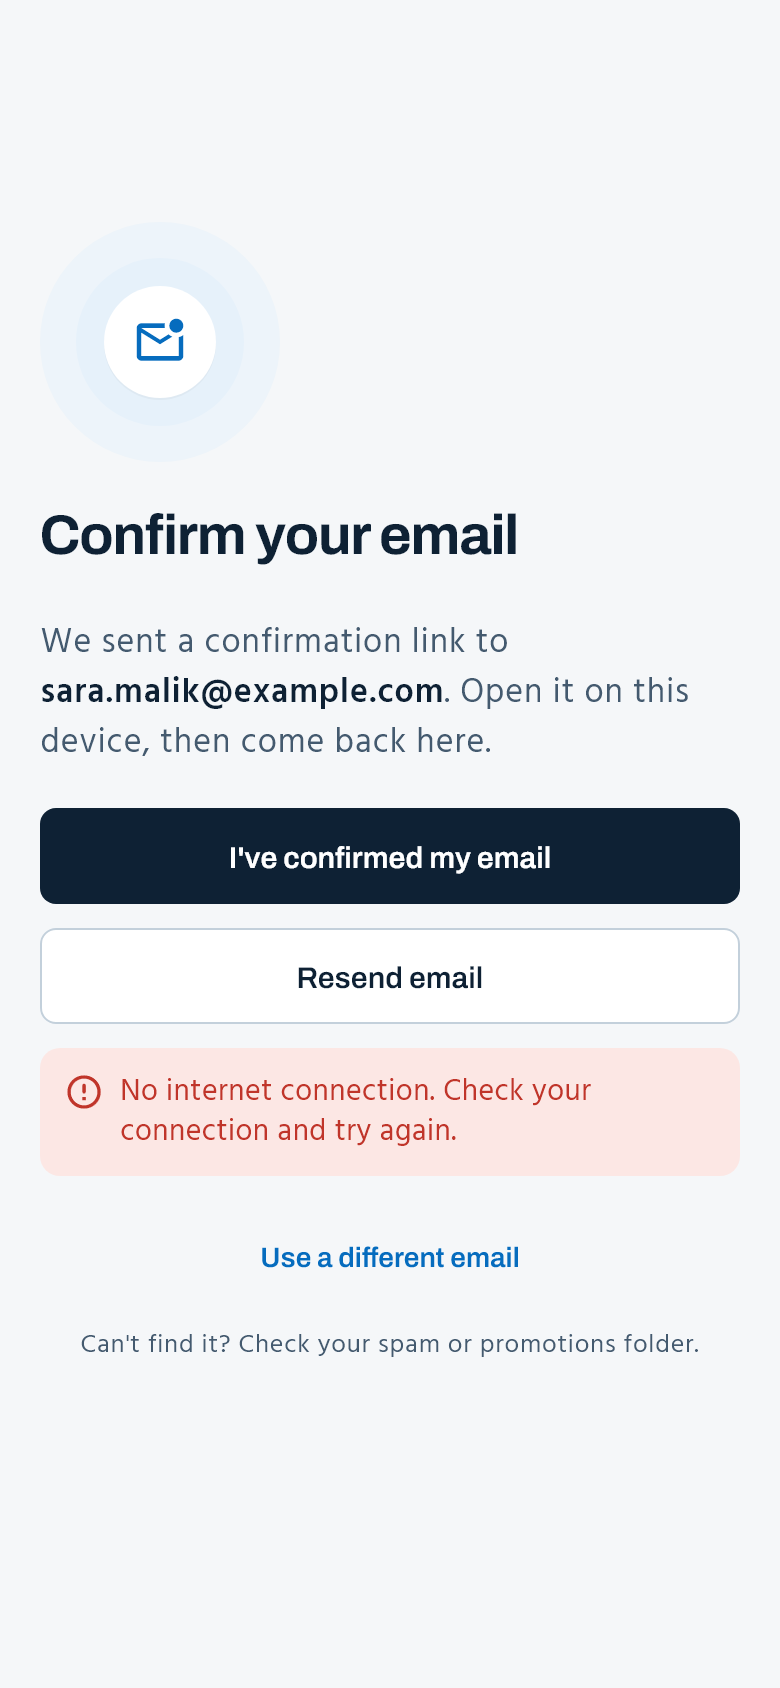 Confirm your email
We sent a confirmation link to
sara.malik@example.com. Open it on this
device, then come back here.
I've confirmed my email
Resend email
No internet connection. Check your
connection and try again.
Use a different email
Can't find it? Check your spam or promotions folder.